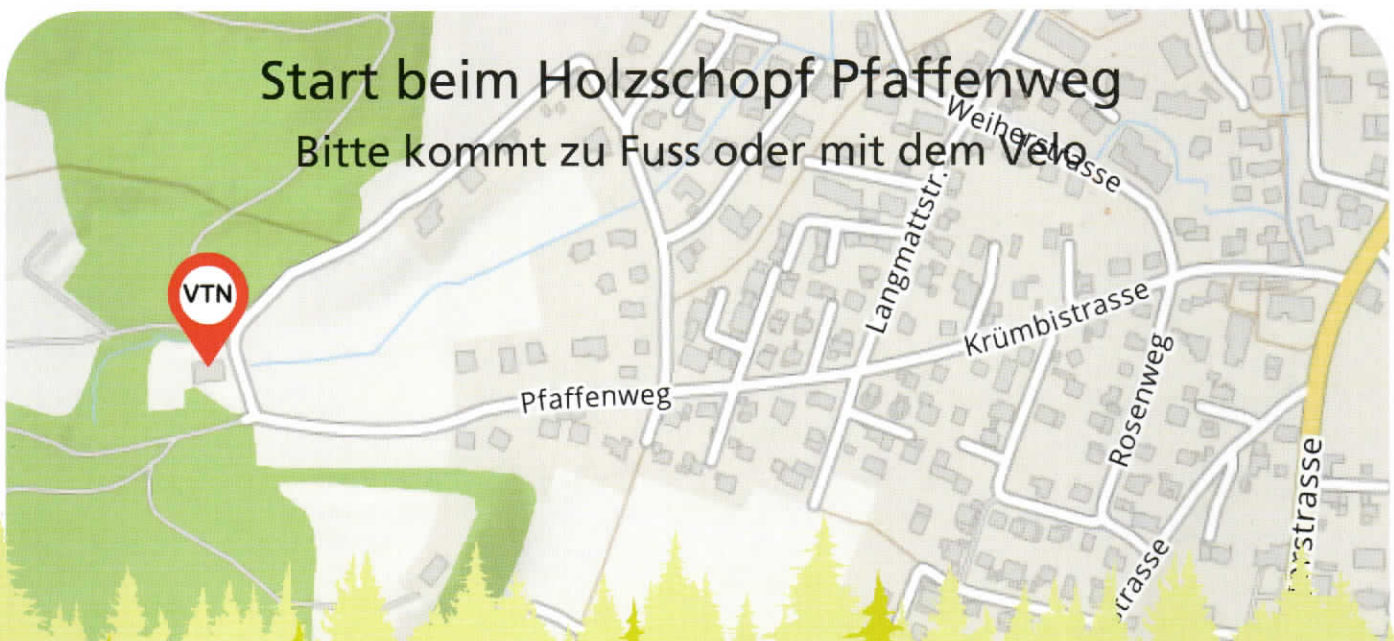 Start beim Holzschopf Pfaffenweg
Bitte kommt zu Fuss oder mit dem Velo
Weiherstrasse
Langmattstr.
VTN
Krümbistrasse
Pfaffenweg
Rosenweg